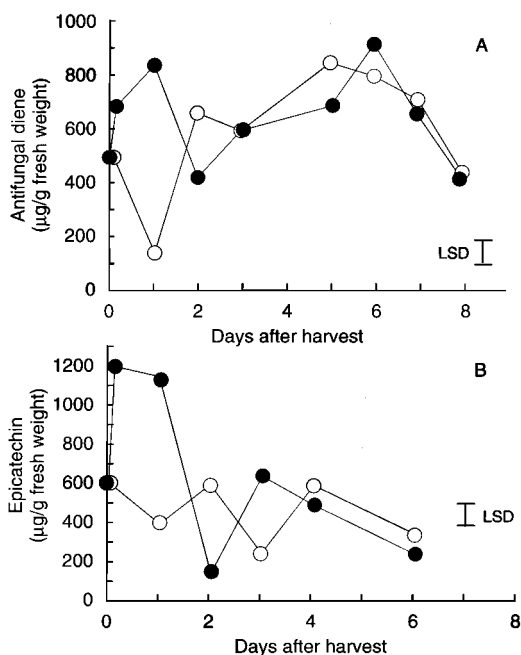 1000
A
800
600
400
200
0
Antifungal diene
(μg/g fresh weight)
LSD
0 2 4 6 8
Days after harvest
B
1200
1000
800
600
400
200
0
Epicatechin
(μg/g fresh weight)
LSD
0 2 4 6 8
Days after harvest